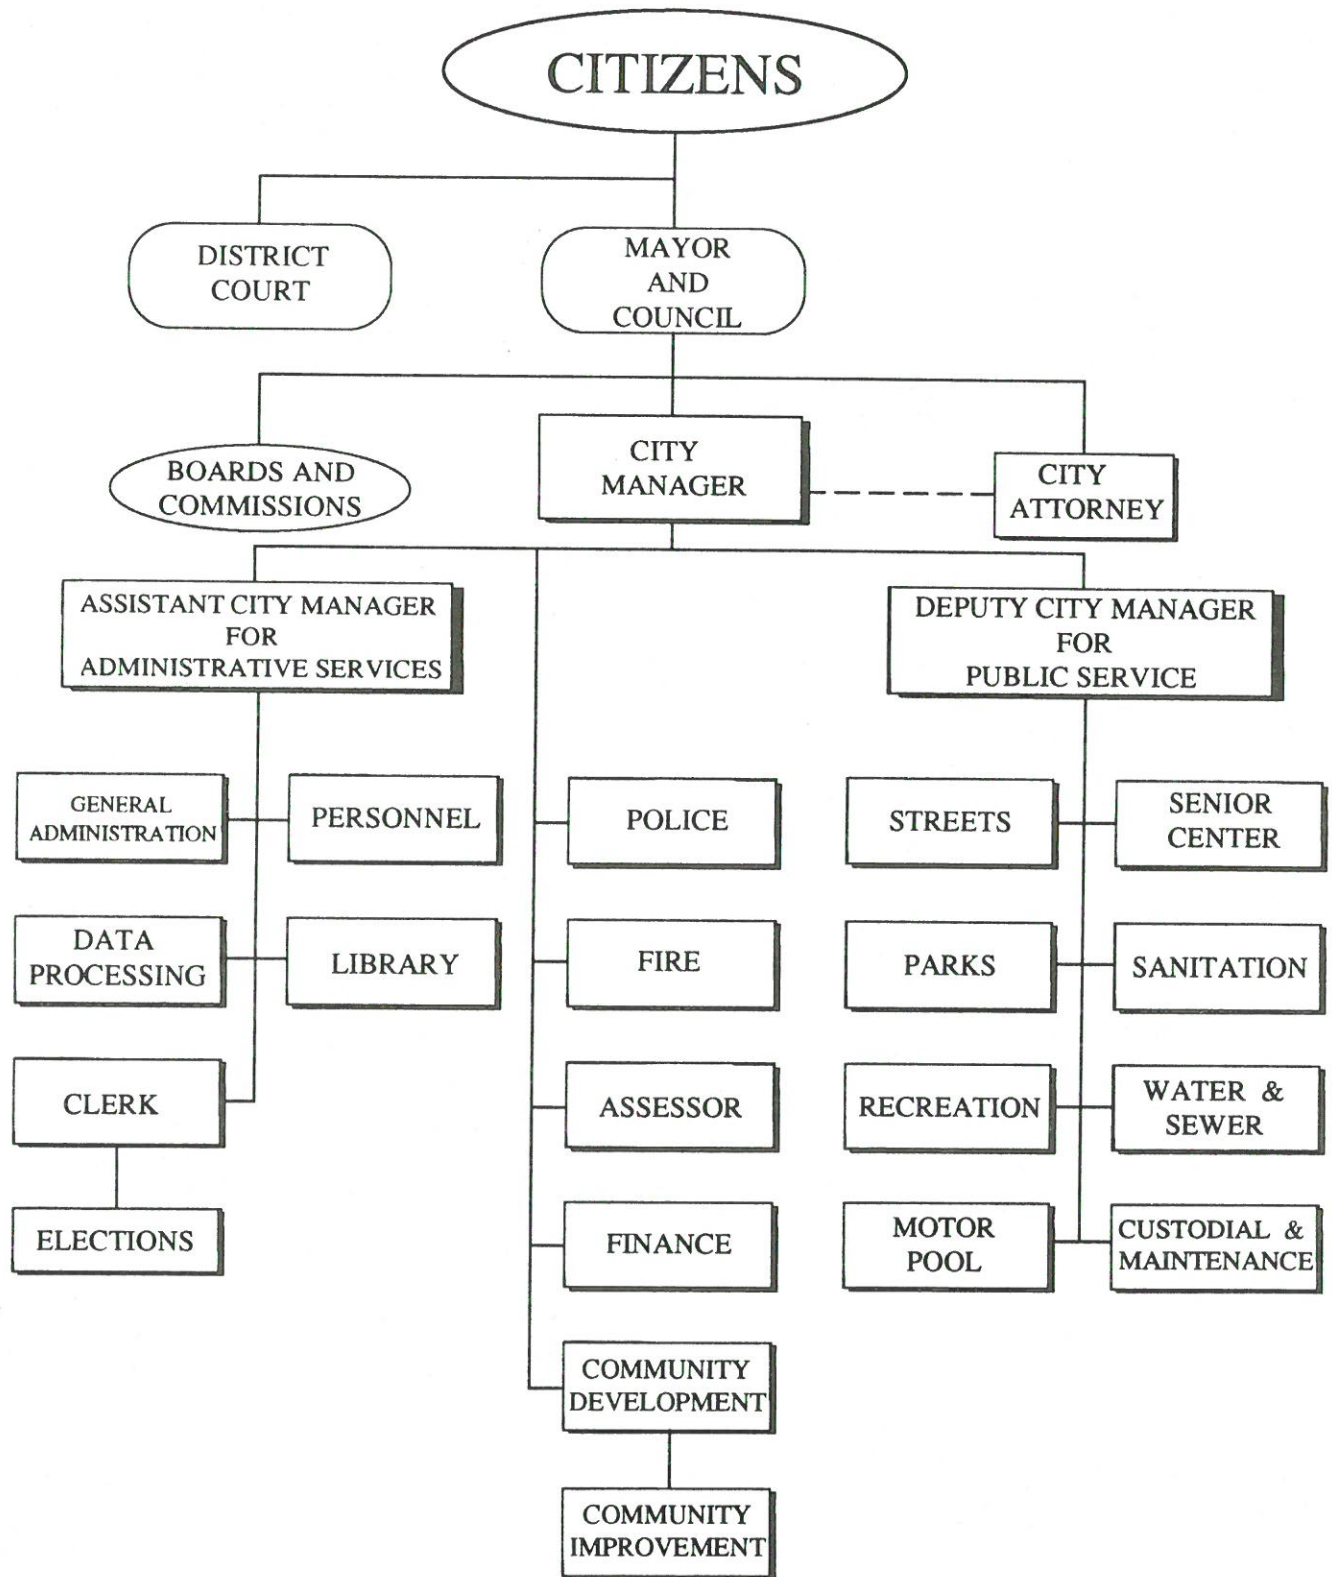 CITIZENS
DISTRICT
COURT
MAYOR
AND
COUNCIL
BOARDS AND
COMMISSIONS
CITY
MANAGER
CITY
ATTORNEY
ASSISTANT CITY MANAGER
FOR
ADMINISTRATIVE SERVICES
DEPUTY CITY MANAGER
FOR
PUBLIC SERVICE
GENERAL
ADMINISTRATION
PERSONNEL
POLICE
STREETS
SENIOR
CENTER
DATA
PROCESSING
LIBRARY
FIRE
PARKS
SANITATION
CLERK
ASSESSOR
RECREATION
WATER & 
SEWER
ELECTIONS
FINANCE
MOTOR
POOL
CUSTODIAL &
MAINTENANCE
COMMUNITY
DEVELOPMENT
COMMUNITY
IMPROVEMENT